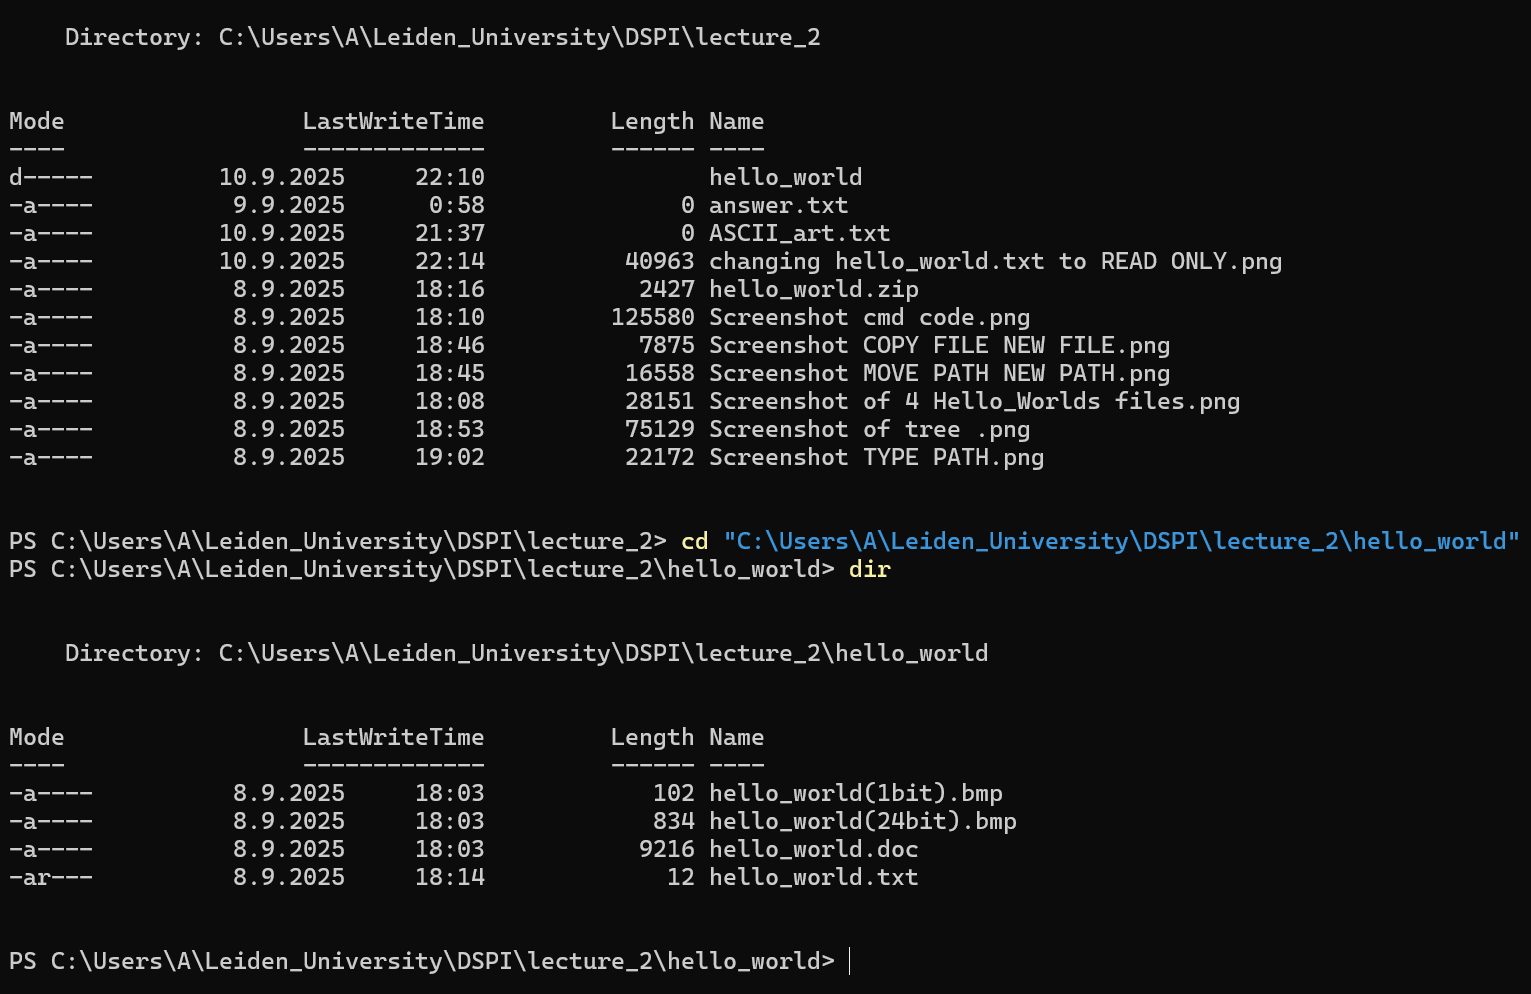 Directory: C:\Users\A\Leiden_University\DSPI\lecture_2
Mode                 LastWriteTime         Length Name
----                 -------------         ------ ----
d-----         10.9.2025     22:10                hello_world
-a----          9.9.2025      0:58              0 answer.txt
-a----         10.9.2025     21:37              0 ASCII_art.txt
-a----         10.9.2025     22:14          40963 changing hello_world.txt to READ ONLY.png
-a----          8.9.2025     18:16           2427 hello_world.zip
-a----          8.9.2025     18:10         125580 Screenshot cmd code.png
-a----          8.9.2025     18:46           7875 Screenshot COPY FILE NEW FILE.png
-a----          8.9.2025     18:45          16558 Screenshot MOVE PATH NEW PATH.png
-a----          8.9.2025     18:08          28151 Screenshot of 4 Hello_Worlds files.png
-a----          8.9.2025     18:53          75129 Screenshot of tree .png
-a----          8.9.2025     19:02          22172 Screenshot TYPE PATH.png
PS C:\Users\A\Leiden_University\DSPI\lecture_2> cd "C:\Users\A\Leiden_University\DSPI\lecture_2\hello_world"
PS C:\Users\A\Leiden_University\DSPI\lecture_2\hello_world> dir
    Directory: C:\Users\A\Leiden_University\DSPI\lecture_2\hello_world
Mode                 LastWriteTime         Length Name
----                 -------------         ------ ----
-a----          8.9.2025     18:03            102 hello_world(1bit).bmp
-a----          8.9.2025     18:03            834 hello_world(24bit).bmp
-a----          8.9.2025     18:03           9216 hello_world.doc
-ar---          8.9.2025     18:14             12 hello_world.txt
PS C:\Users\A\Leiden_University\DSPI\lecture_2\hello_world>